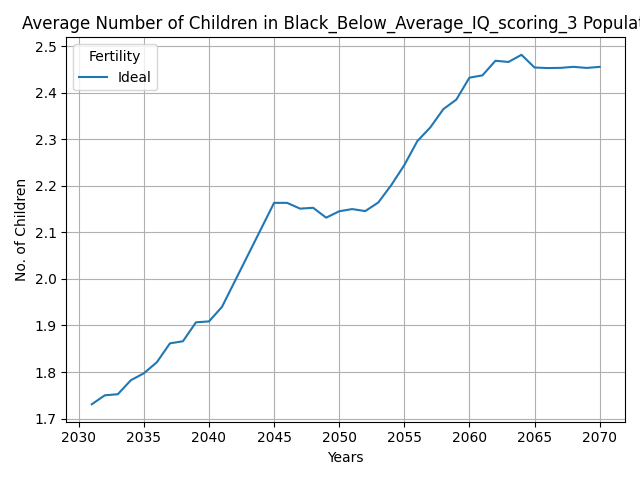 Average Number of Children in Black_Below_Average_IQ_scoring_3 Populat
Fertility
Ideal
No. of Children
2.5
2.4
2.3
2.2
2.1
2.0
1.9
1.8
1.7
2030 2035 2040 2045 2050 2055 2060 2065 2070
Years